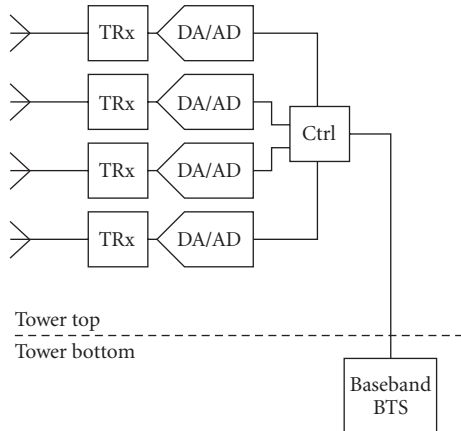 TRx
DA/AD
TRx
DA/AD
Ctrl
TRx
DA/AD
TRx
DA/AD
Tower top
Tower bottom
Baseband
BTS